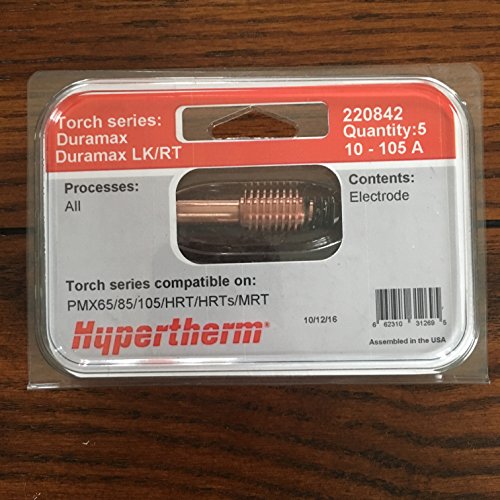 Torch series:
Duramax
Duramax LK/RT
220842
Quantity:5
10 - 105 A
Processes:
All
Contents:
Electrode
Torch series compatible on:
PMX65/85/105/HRT/HRTs/MRT
Hypertherm®
10/12/16
6 62310 31269 5
Assembled in the USA